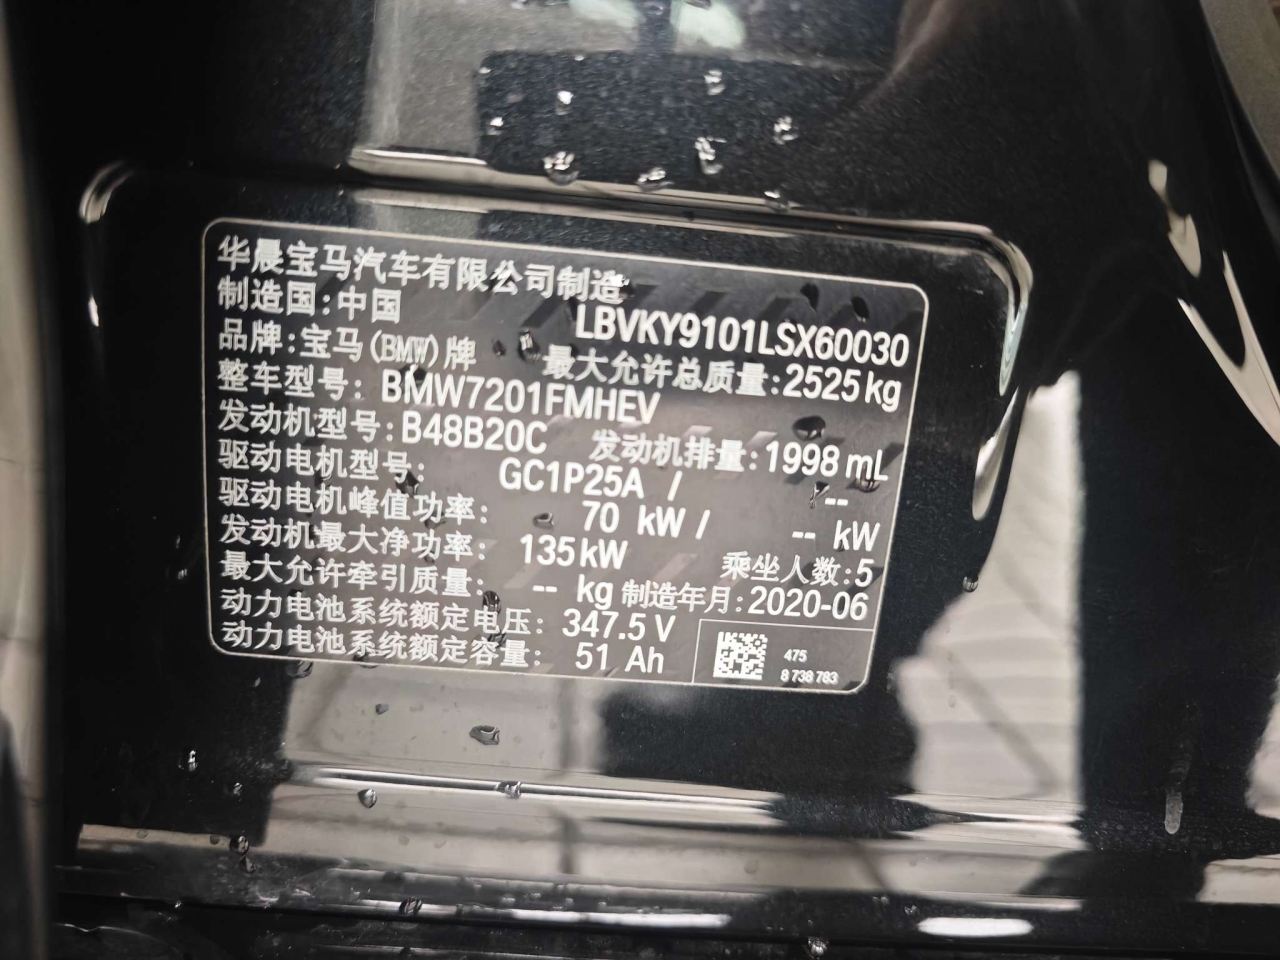 华晨宝马汽车有限公司制造
制造国:中国
LBVKY9101LSX60030
品牌:宝马(BMW)牌 最大允许总质量:2525kg
整车型号: BMW7201FMHEV
发动机型号:B48B20C 发动机排量:1998mL
驱动电机型号: GC1P25A / --
驱动电机峰值功率: 70 kW / -- kW
发动机最大净功率: 135kW 乘坐人数:5
最大允许牵引质量: -- kg 制造年月:2020-06
动力电池系统额定电压: 347.5V
动力电池系统额定容量: 51 Ah
475
8 738 783